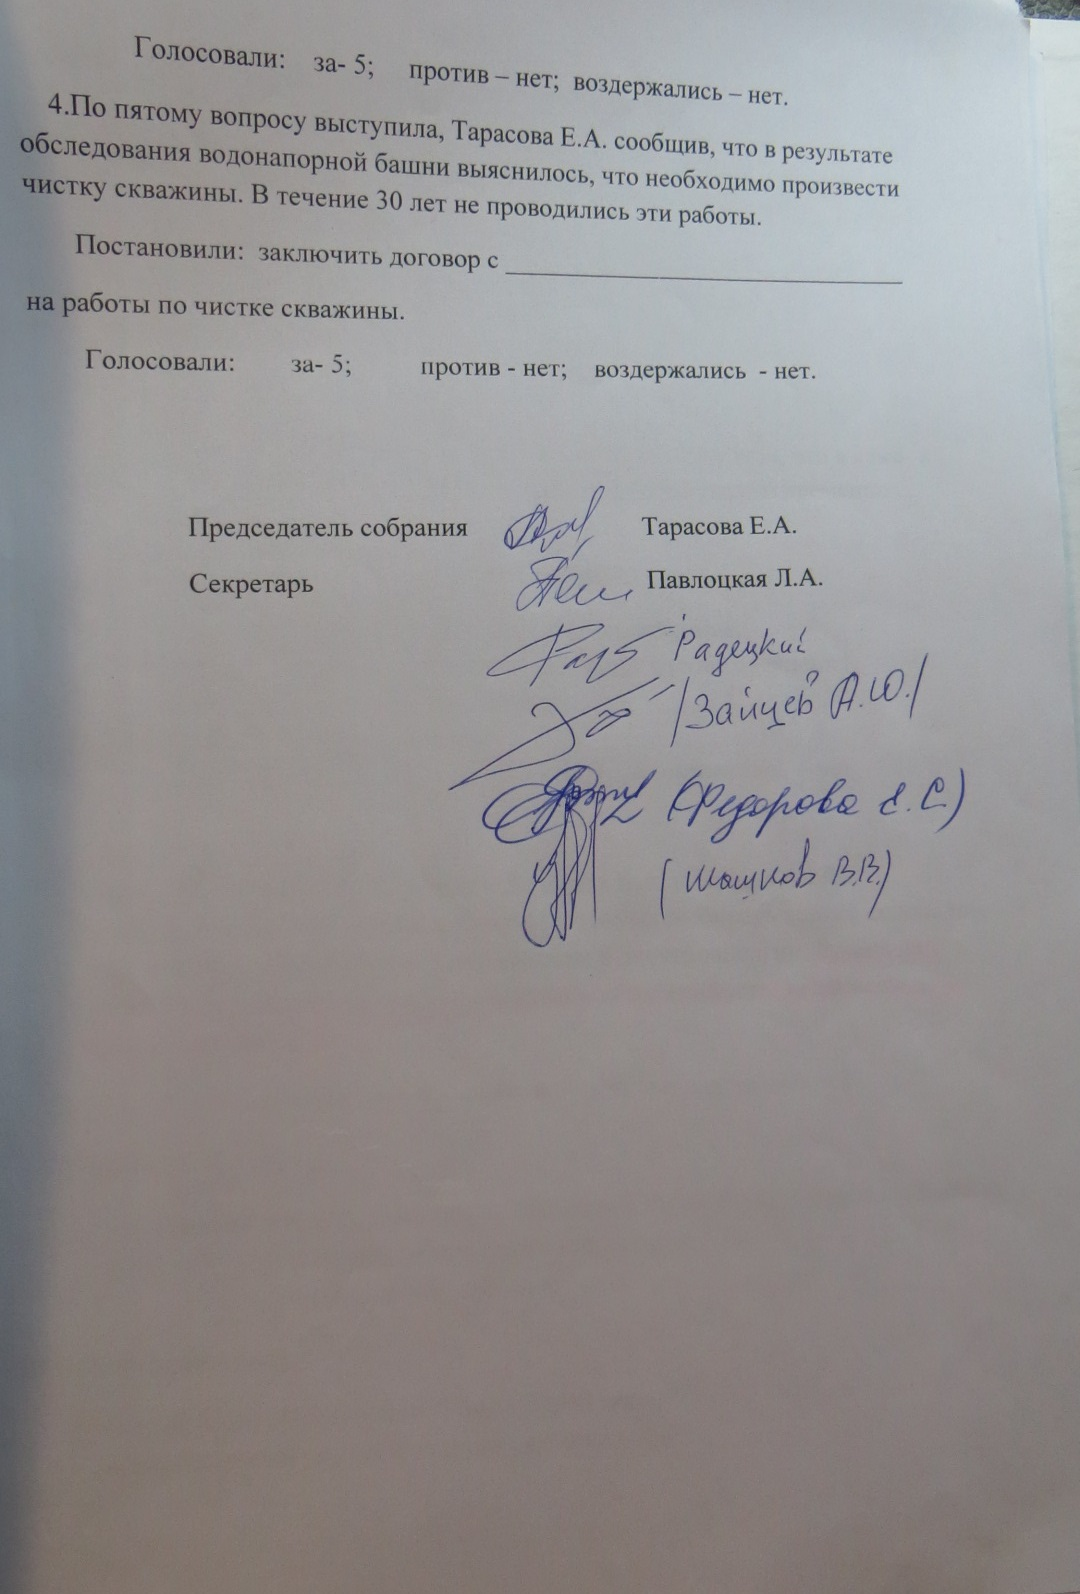 Голосовали: за- 5; против – нет; воздержались – нет.
4.По пятому вопросу выступила, Тарасова Е.А. сообщив, что в результате
обследования водонапорной башни выяснилось, что необходимо произвести
чистку скважины. В течение 30 лет не проводились эти работы.
Постановили: заключить договор с ______________________________
на работы по чистке скважины.
Голосовали: за- 5; против - нет; воздержались - нет.
Председатель собрания Тарасова Е.А.
Секретарь Павлоцкая Л.А.
Радецкий
/Зайцев А.Ю./
(Федорова Е.С.)
(Машков В.В.)